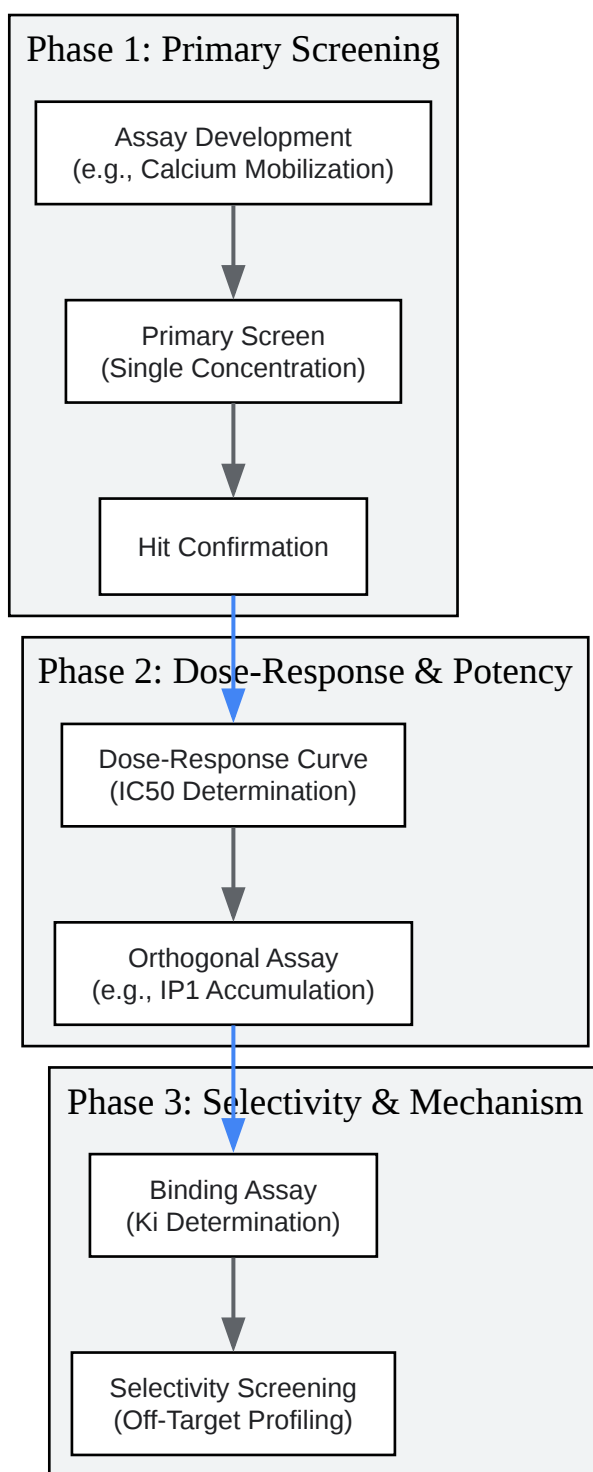 Phase 1: Primary Screening
Assay Development
(e.g., Calcium Mobilization)
Primary Screen
(Single Concentration)
Hit Confirmation
Phase 2: Dose-Response & Potency
Dose-Response Curve
(IC50 Determination)
Orthogonal Assay
(e.g., IP1 Accumulation)
Phase 3: Selectivity & Mechanism
Binding Assay
(Ki Determination)
Selectivity Screening
(Off-Target Profiling)